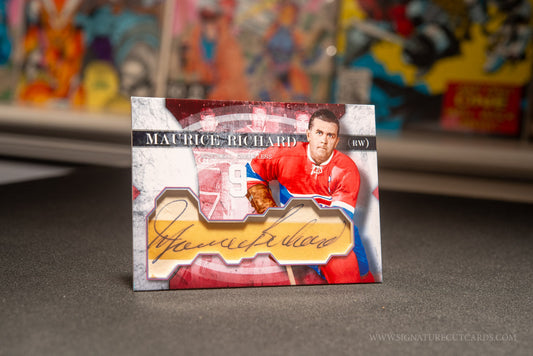 MAURICE RICHARD (RW)
9
Maurice Richard
WWW.SIGNATURECUTCARDS.COM